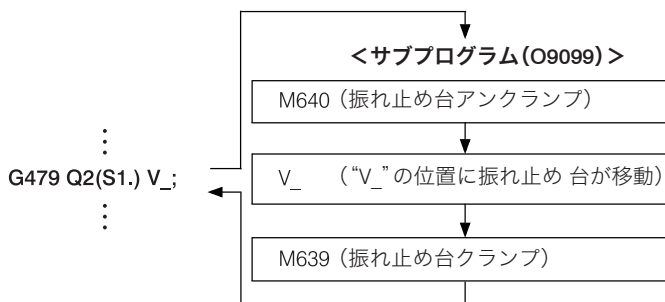 <サブプログラム(O9099)>
M640(振れ止め台アンクランプ)
G479 Q2(S1.) V_;
V_ (“V_”の位置に振れ止め 台が移動)
M639(振れ止め台クランプ)